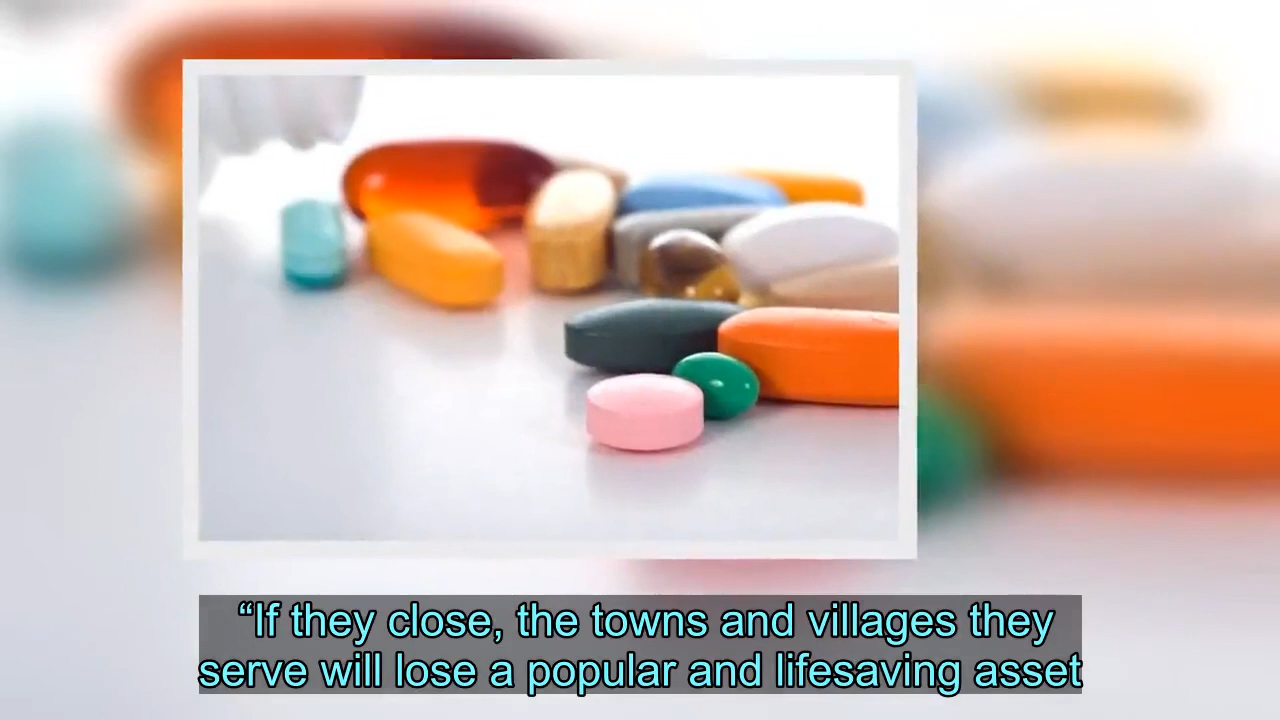 “If they close, the towns and villages they
serve will lose a popular and lifesaving asset